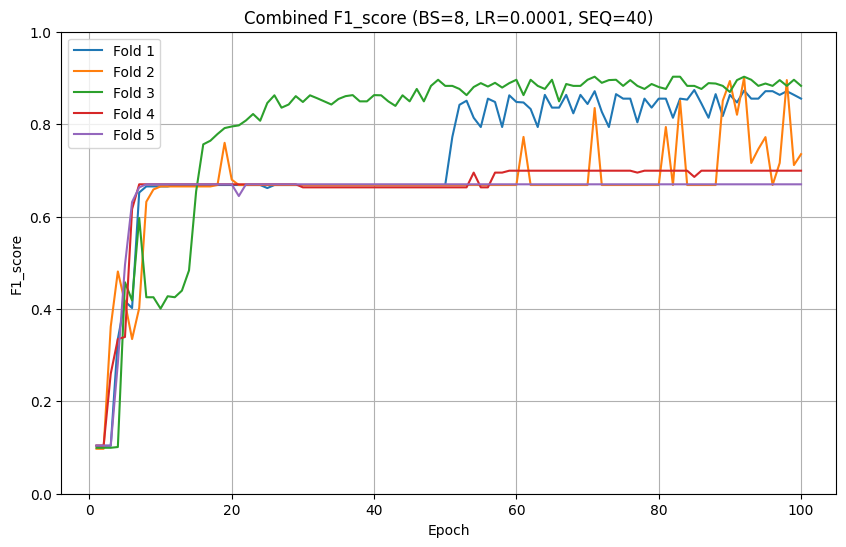 Combined F1_score (BS=8, LR=0.0001, SEQ=40)
Fold 1
Fold 2
Fold 3
Fold 4
Fold 5
F1_score
1.0
0.8
0.6
0.4
0.2
0.0
0 20 40 60 80 100
Epoch